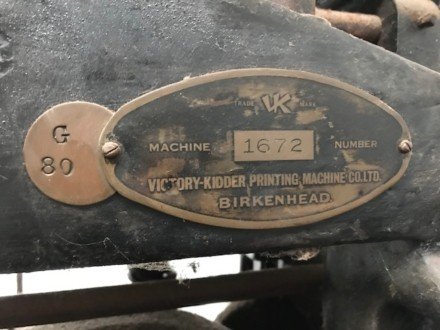 G
80
TRADE VK MARK
MACHINE 1672 NUMBER
VICTORY-KIDDER PRINTING MACHINE CO. LTD.
BIRKENHEAD.